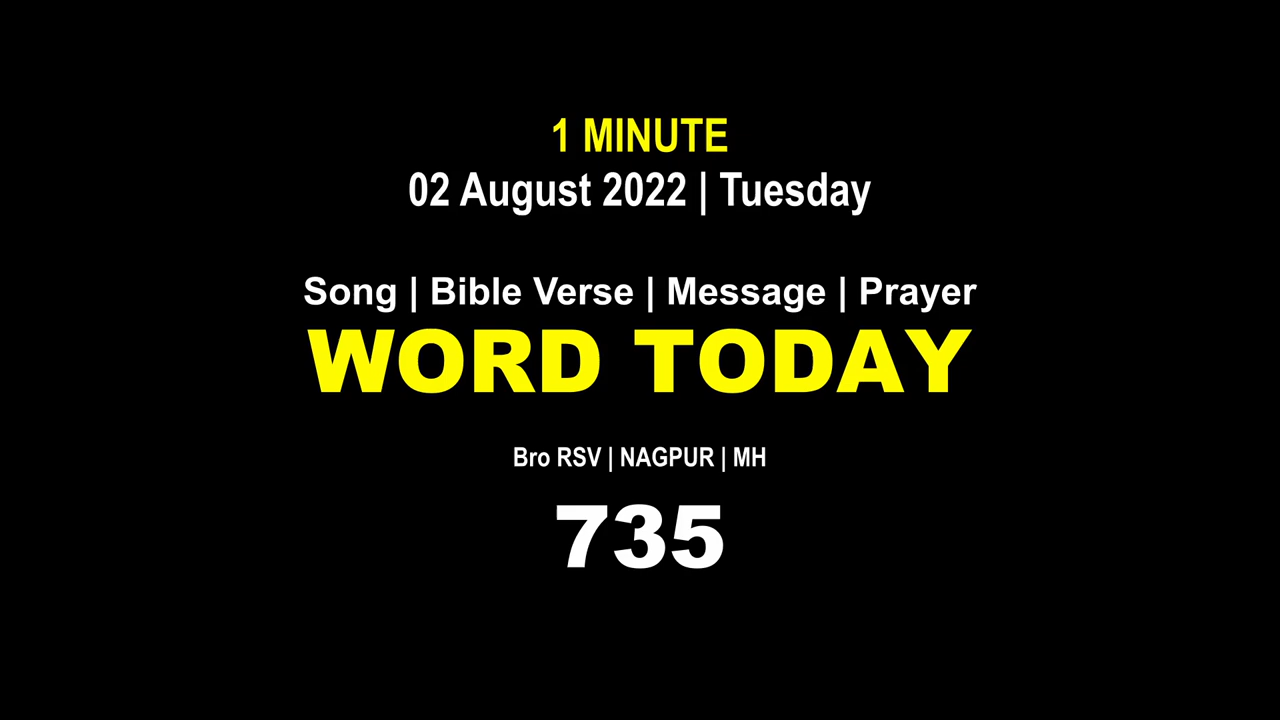 1 MINUTE
02 August 2022 | Tuesday
Song | Bible Verse | Message | Prayer
WORD TODAY
Bro RSV | NAGPUR | MH
735